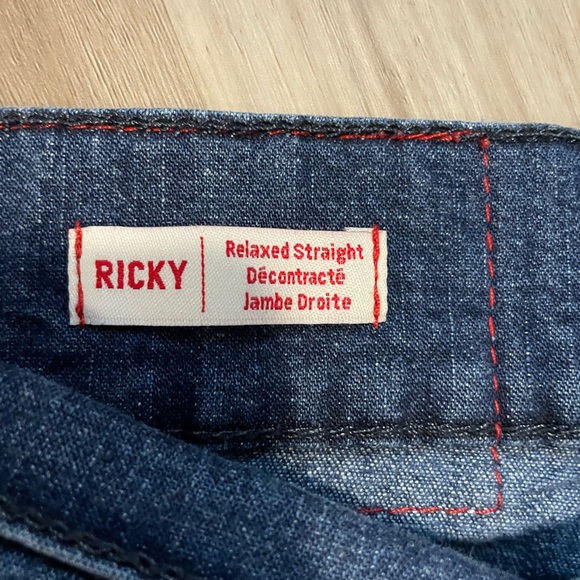 RICKY
Relaxed Straight
Décontracté
Jambe Droite